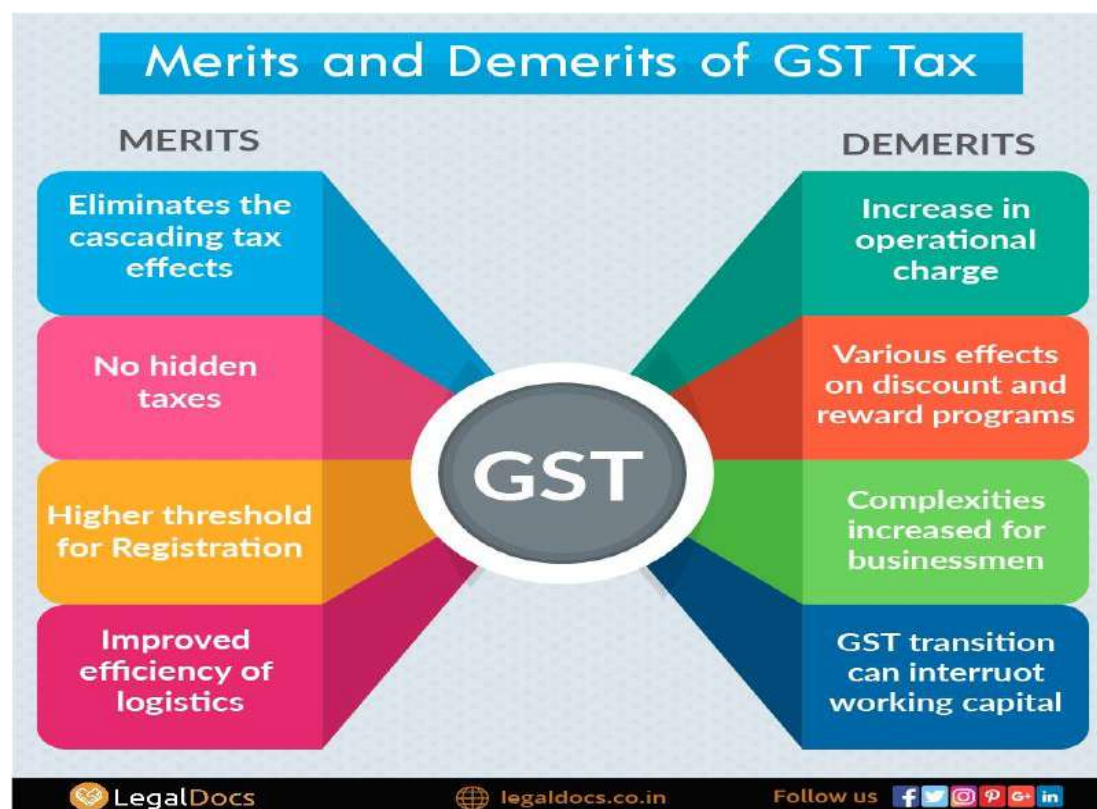 Merits and Demerits of GST Tax
MERITS
Eliminates the
cascading tax
effects
No hidden
taxes
Higher threshold
for Registration
Improved
efficiency of
logistics
GST
DEMERITS
Increase in
operational
charge
Various effects
on discount and
reward programs
Complexities
increased for
businessmen
GST transition
can interruot
working capital
LegalDocs
legaldocs.co.in
Follow us